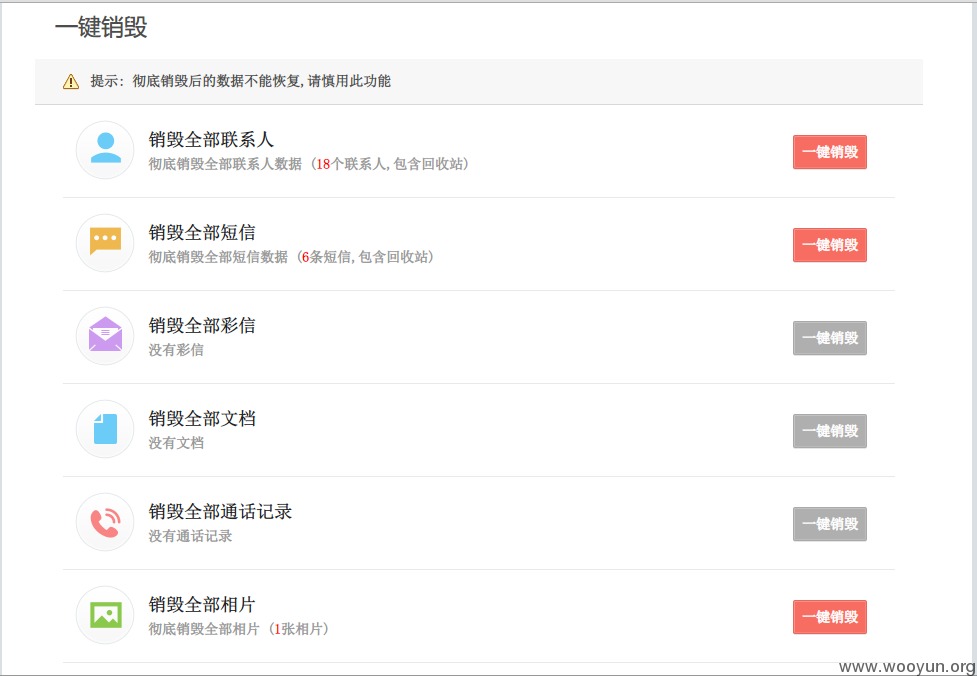 一键销毁
提示：彻底销毁后的数据不能恢复,请慎用此功能
销毁全部联系人
彻底销毁全部联系人数据（18个联系人,包含回收站）
一键销毁
销毁全部短信
彻底销毁全部短信数据（6条短信,包含回收站）
一键销毁
销毁全部彩信
没有彩信
一键销毁
销毁全部文档
没有文档
一键销毁
销毁全部通话记录
没有通话记录
一键销毁
销毁全部相片
彻底销毁全部相片（1张相片）
一键销毁
www.wooyun.org